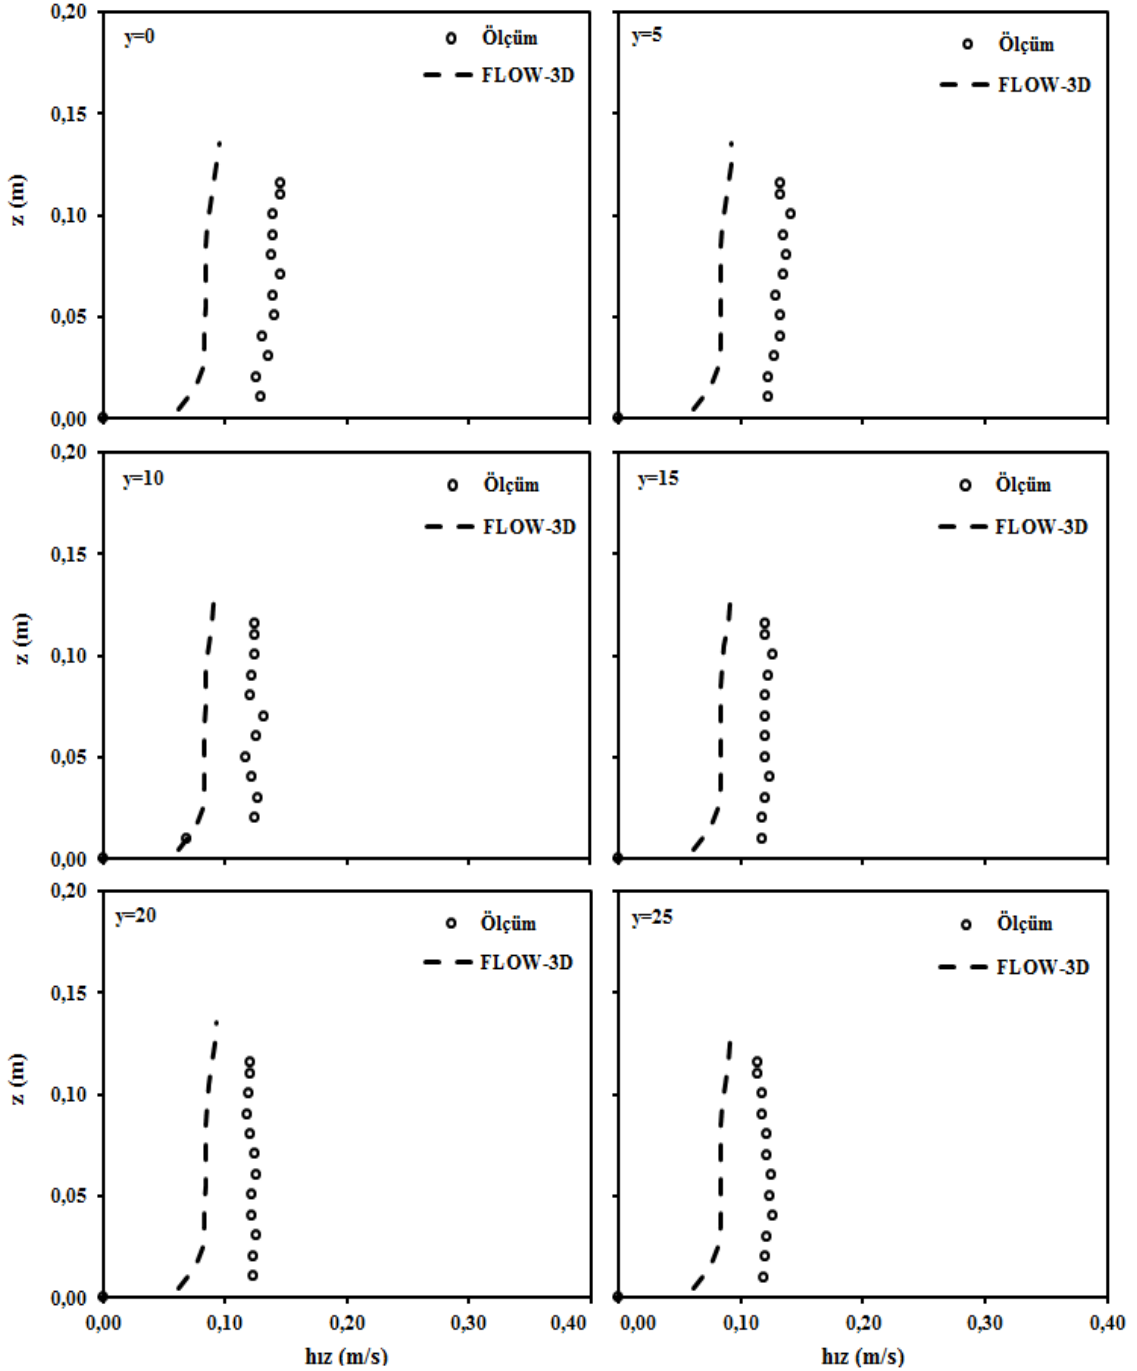 0,20
y=0
Ölçüm
FLOW-3D
0,15
z (m)
0,10
0,05
0,00
y=5
Ölçüm
FLOW-3D
0,20
y=10
Ölçüm
FLOW-3D
0,15
z (m)
0,10
0,05
0,00
y=15
Ölçüm
FLOW-3D
0,20
y=20
Ölçüm
FLOW-3D
0,15
z (m)
0,10
0,05
0,00
0,00 0,10 0,20 0,30 0,40
hız (m/s)
y=25
Ölçüm
FLOW-3D
0,00 0,10 0,20 0,30 0,40
hız (m/s)